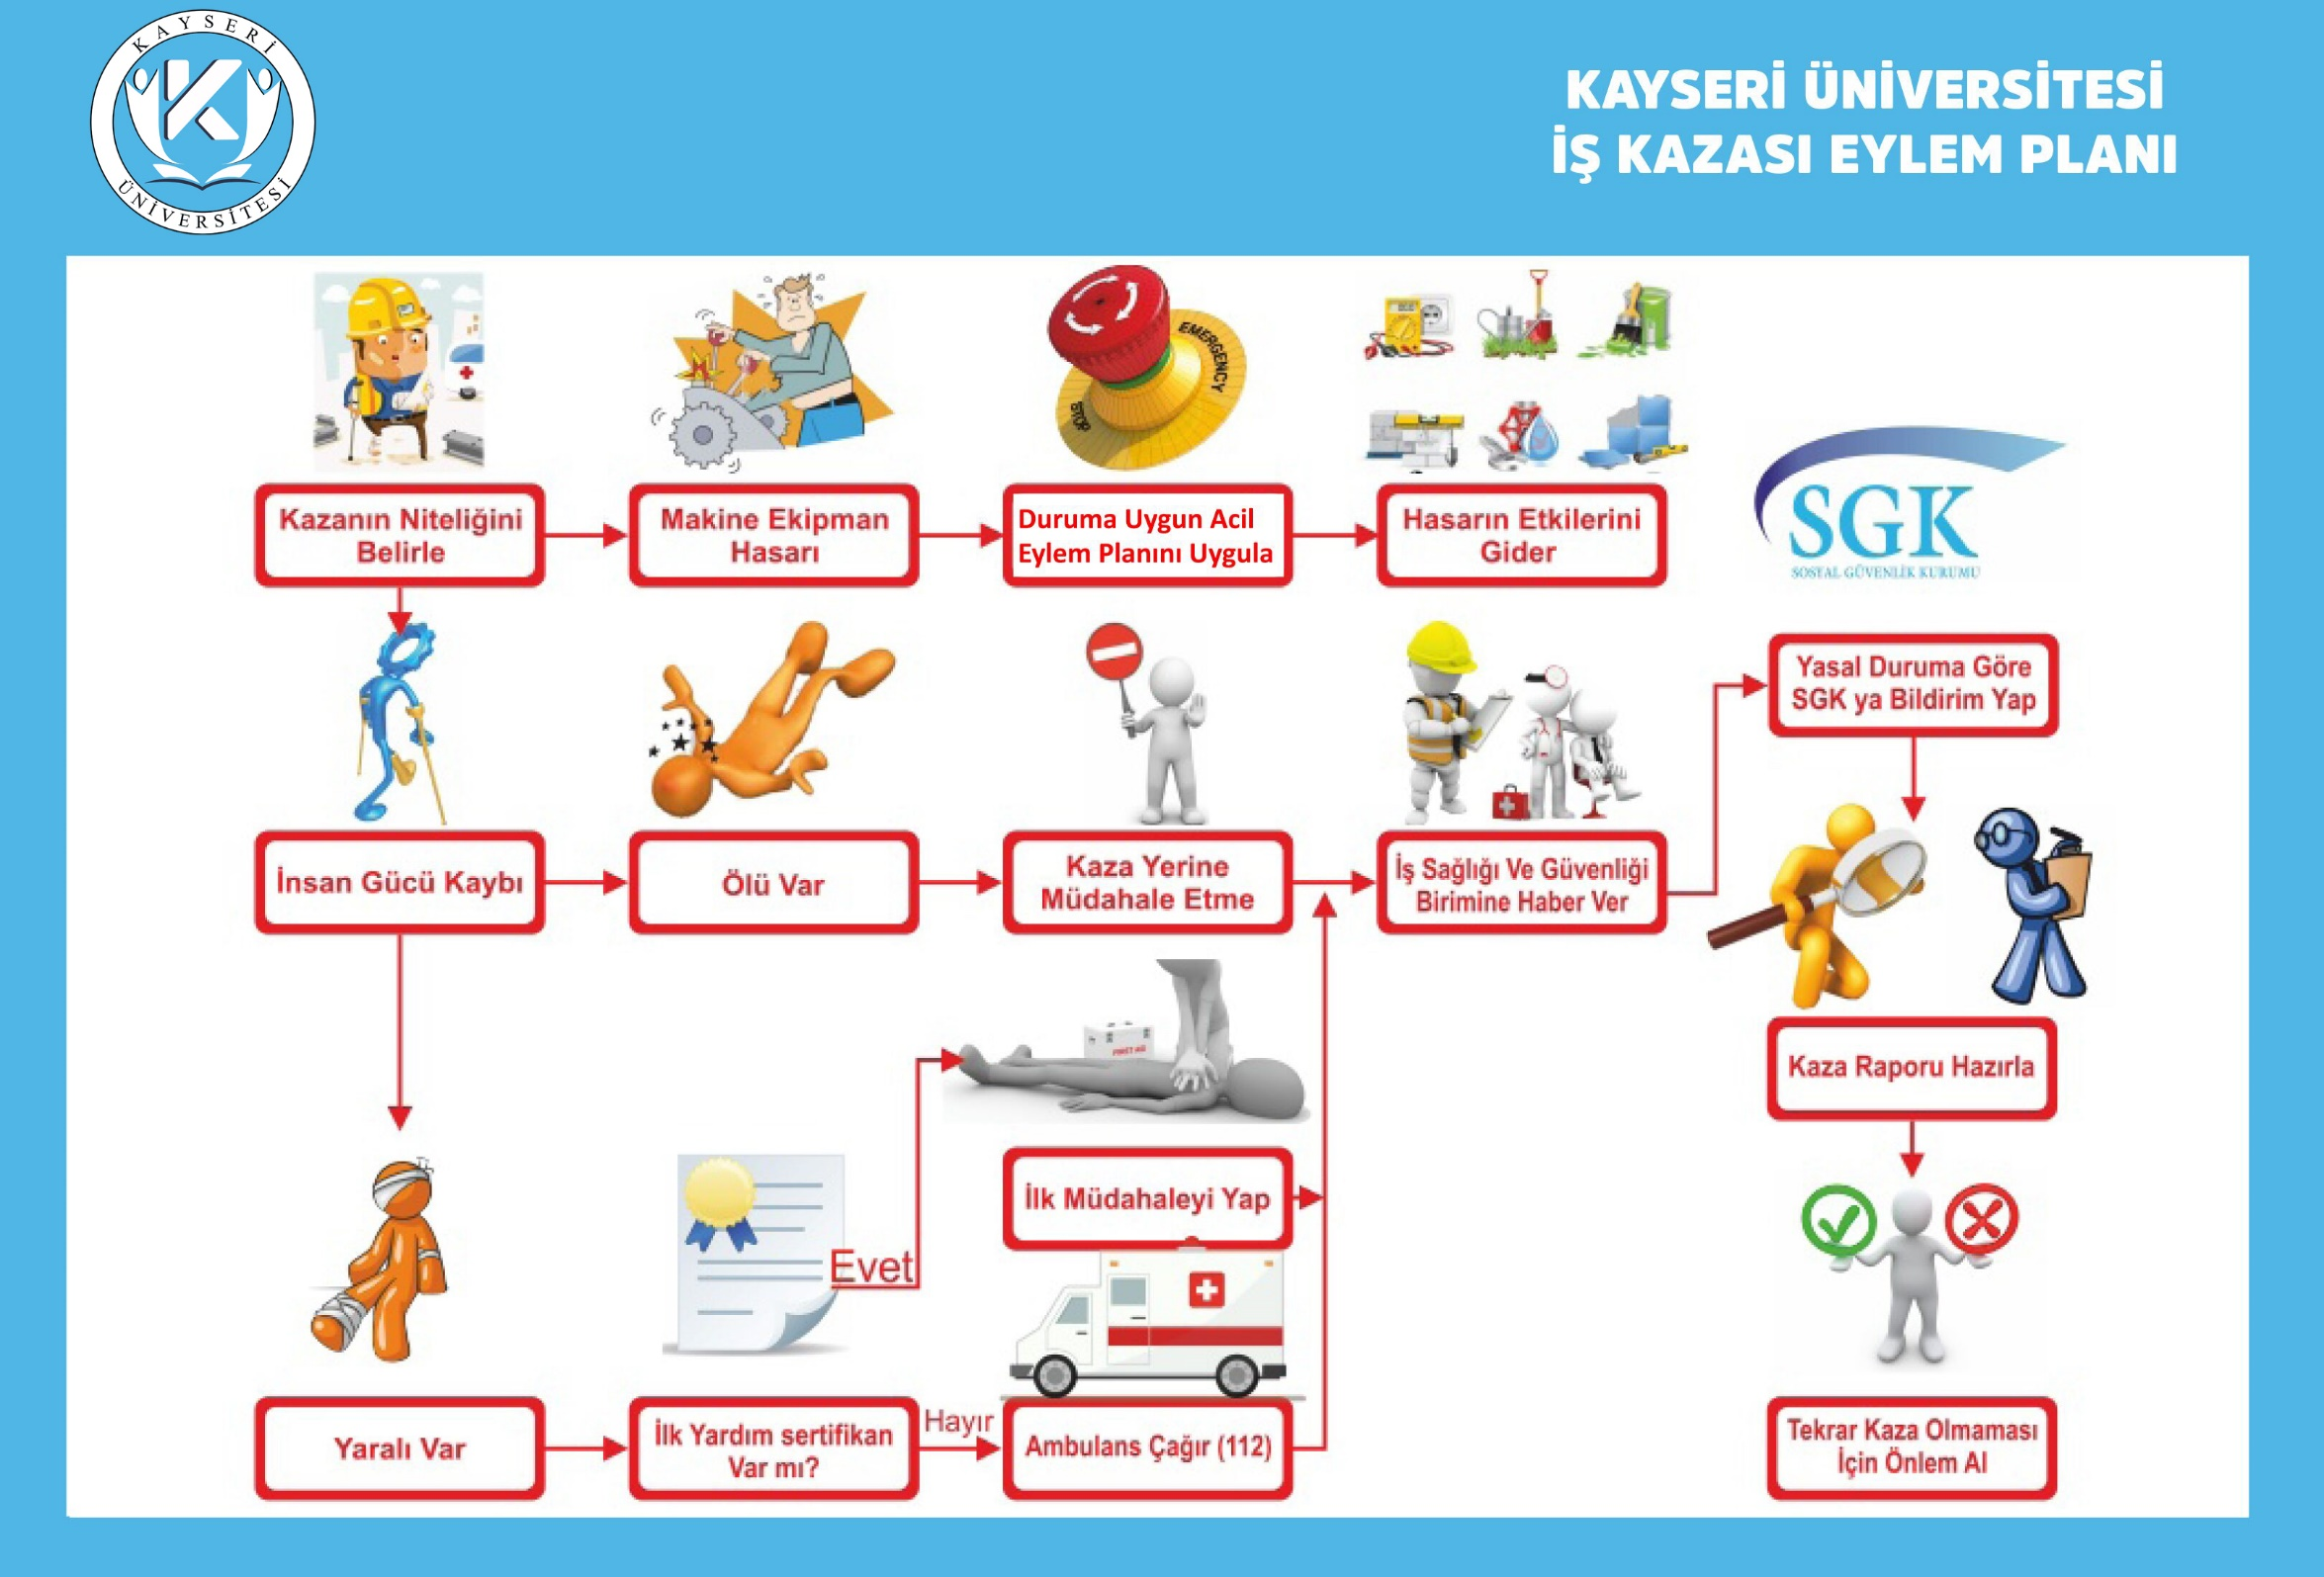 KAYSERİ
ÜNİVERSİTESİ
KAYSERİ ÜNİVERSİTESİ
İŞ KAZASI EYLEM PLANI
EMERGENCY
STOP
Kazanın Niteliğini
Belirle
Makine Ekipman
Hasarı
Duruma Uygun Acil
Eylem Planını Uygula
Hasarın Etkilerini
Gider
SGK
SOSYAL GÜVENLİK KURUMU
Yasal Duruma Göre
SGK ya Bildirim Yap
İnsan Gücü Kaybı
Ölü Var
Kaza Yerine
Müdahale Etme
İş Sağlığı Ve Güvenliği
Birimine Haber Ver
FIRST AID
Kaza Raporu Hazırla
İlk Müdahaleyi Yap
Evet
Yaralı Var
İlk Yardım sertifikan
Var mı?
Hayır
Ambulans Çağır (112)
Tekrar Kaza Olmaması
İçin Önlem Al